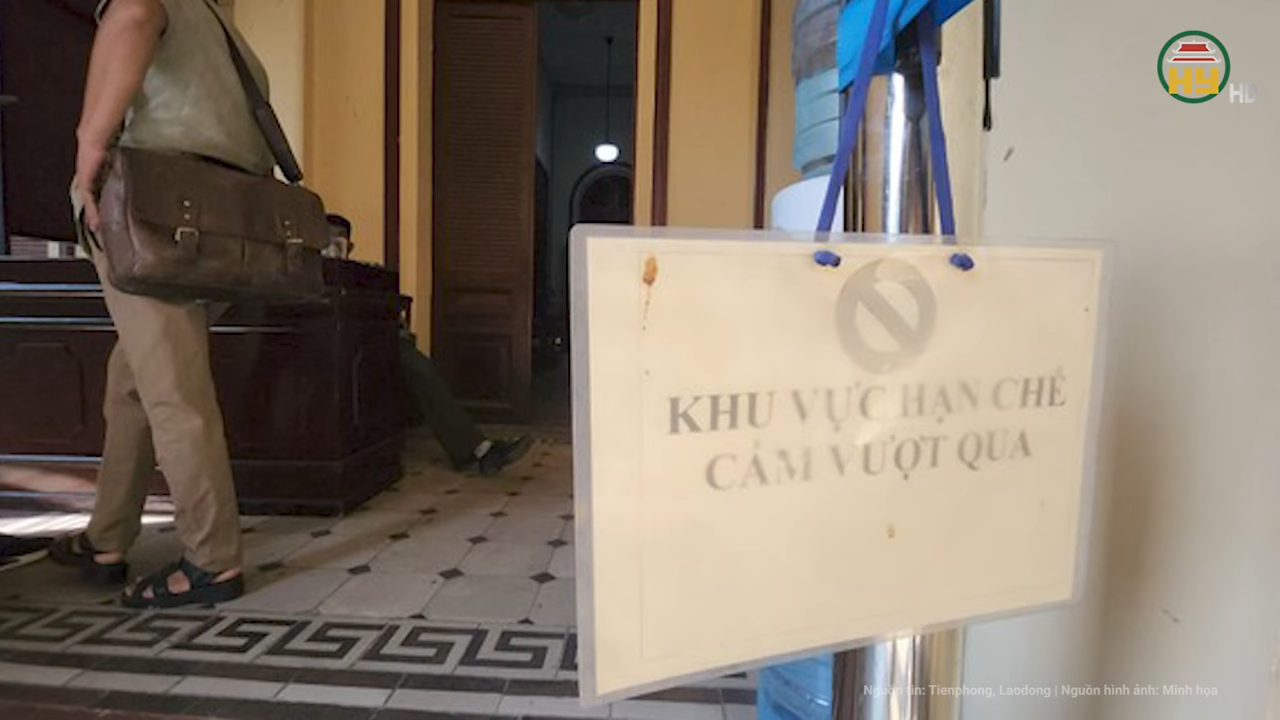 HY
HD
KHU VỰC HẠN CHẾ
CẤM VƯỢT QUA
Nguồn tin: Tienphong, Laodong | Nguồn hình ảnh: Minh họa